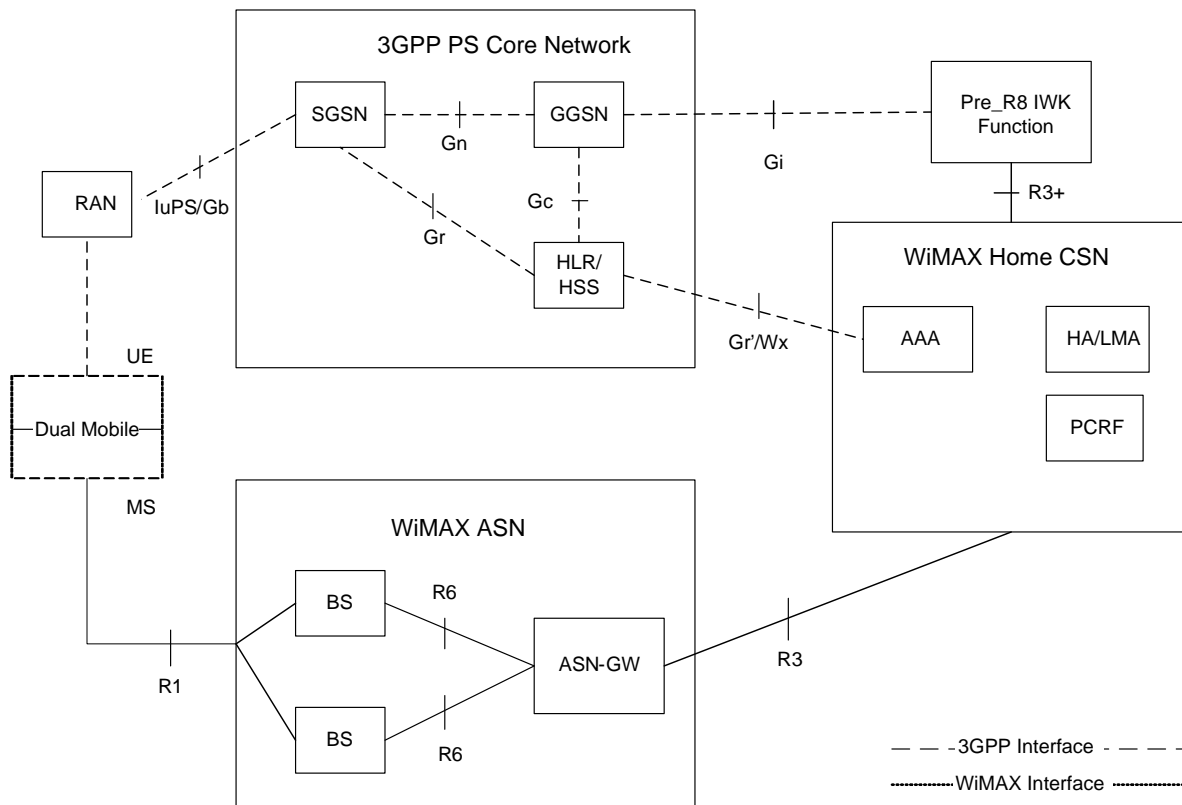 3GPP PS Core Network
SGSN
Gn
GGSN
Gi
Pre_R8 IWK
Function
R3+
RAN
IuPS/Gb
Gr
Gc
HLR/
HSS
Gr'/Wx
WiMAX Home CSN
AAA
HA/LMA
PCRF
UE
Dual Mobile
MS
WiMAX ASN
BS
R6
ASN-GW
R3
R1
BS
R6
3GPP Interface
WiMAX Interface